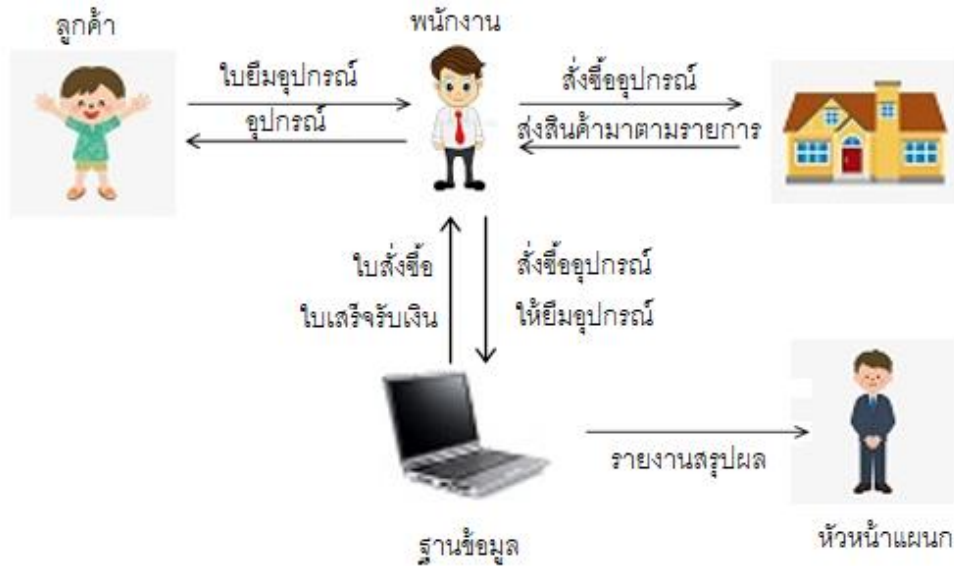 ลูกค้า
พนักงาน
ใบยืมอุปกรณ์
อุปกรณ์
สั่งซื้ออุปกรณ์
ส่งสินค้ามาตามรายการ
ใบสั่งซื้อ
ใบเสร็จรับเงิน
สั่งซื้ออุปกรณ์
ให้ยืมอุปกรณ์
รายงานสรุปผล
ฐานข้อมูล
หัวหน้าแผนก